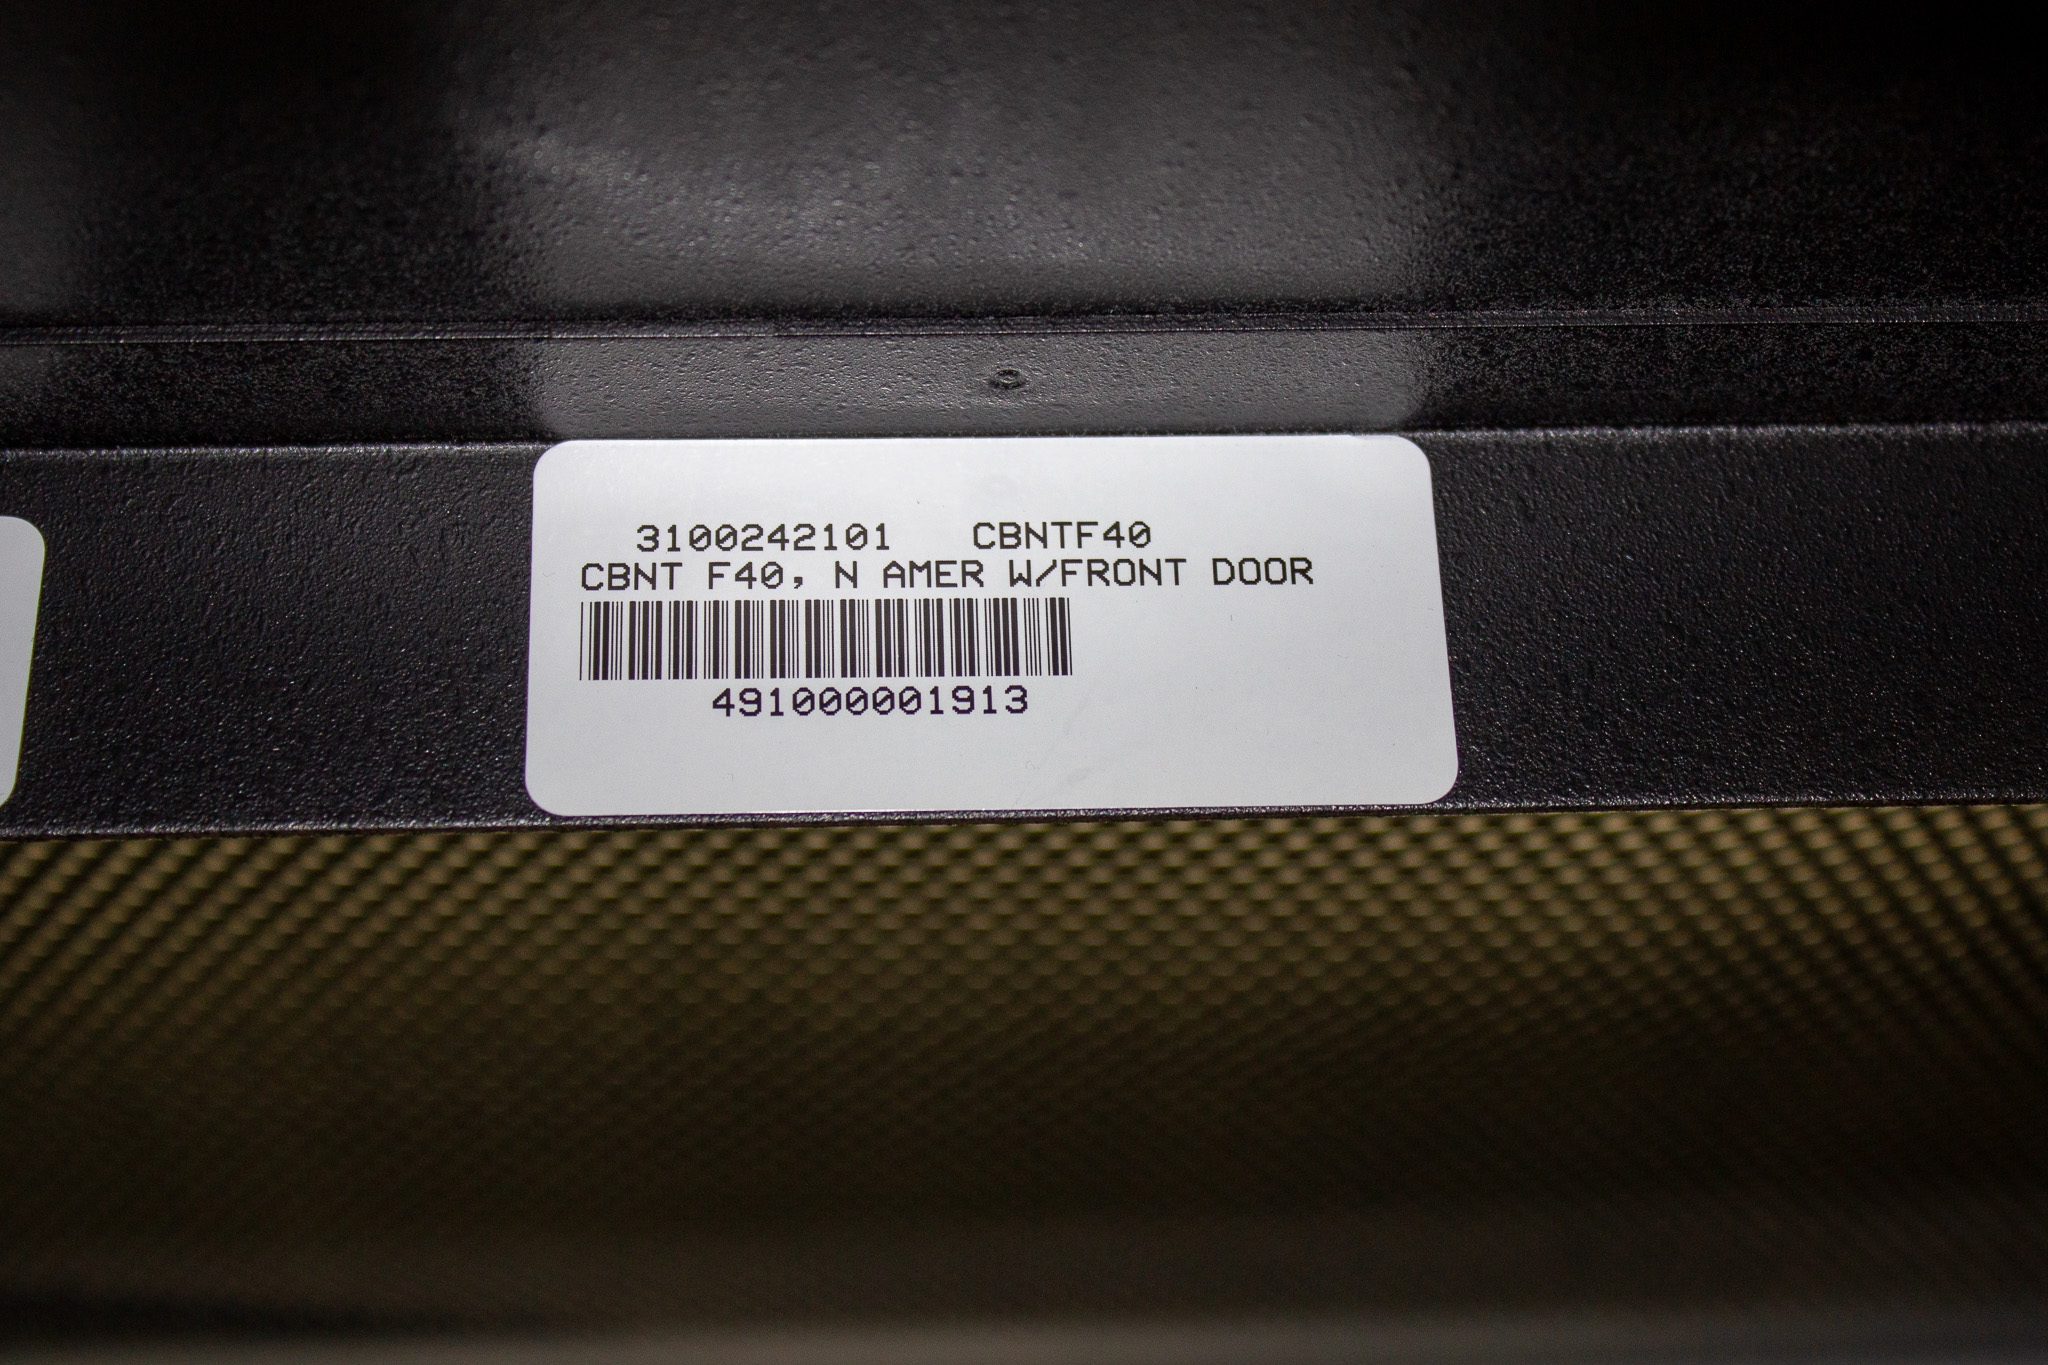 3100242101 CBNTF40
CBNT F40, N AMER W/FRONT DOOR
491000001913